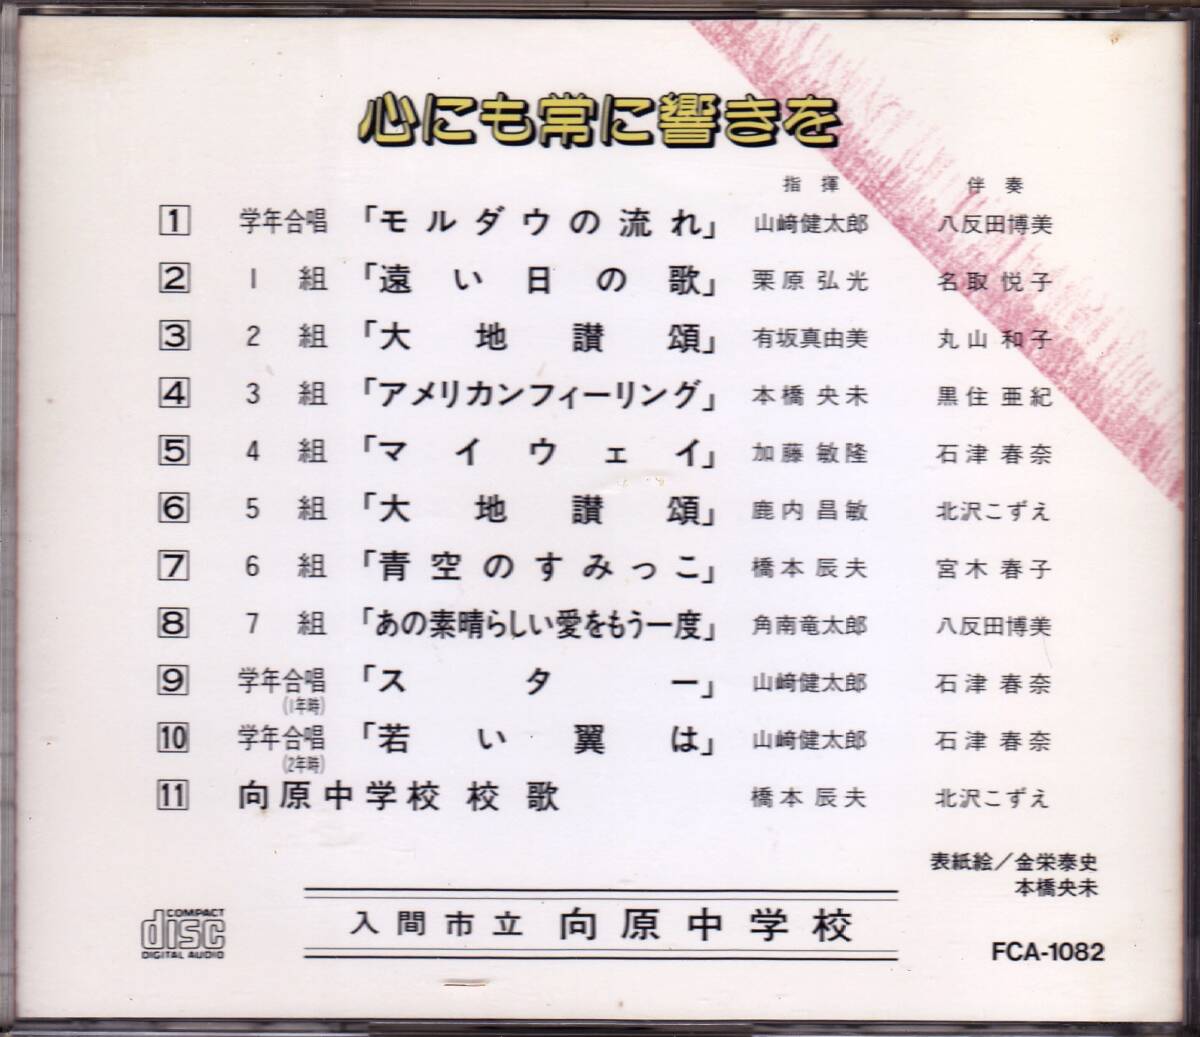 心にも常に響きを
指揮 伴奏
1 学年合唱 「モルダウの流れ」 山﨑健太郎 八反田博美
2 1組 「遠い日の歌」 栗原弘光 名取悦子
3 2組 「大地讃頌」 有坂真由美 丸山和子
4 3組 「アメリカンフィーリング」 本橋央未 黒住亜紀
5 4組 「マイウェイ」 加藤敏隆 石津春奈
6 5組 「大地讃頌」 鹿内昌敏 北沢こずえ
7 6組 「青空のすみっこ」 橋本辰夫 宮木春子
8 7組 「あの素晴らしい愛をもう一度」 角南竜太郎 八反田博美
9 学年合唱 「スター」 山﨑健太郎 石津春奈
(1年時)
10 学年合唱 「若い翼は」 山﨑健太郎 石津春奈
(2年時)
11 向原中学校校歌 橋本辰夫 北沢こずえ
表紙絵／金栄泰史
本橋央未
COMPACT
disc
DIGITAL AUDIO
入間市立 向原中学校
FCA-1082